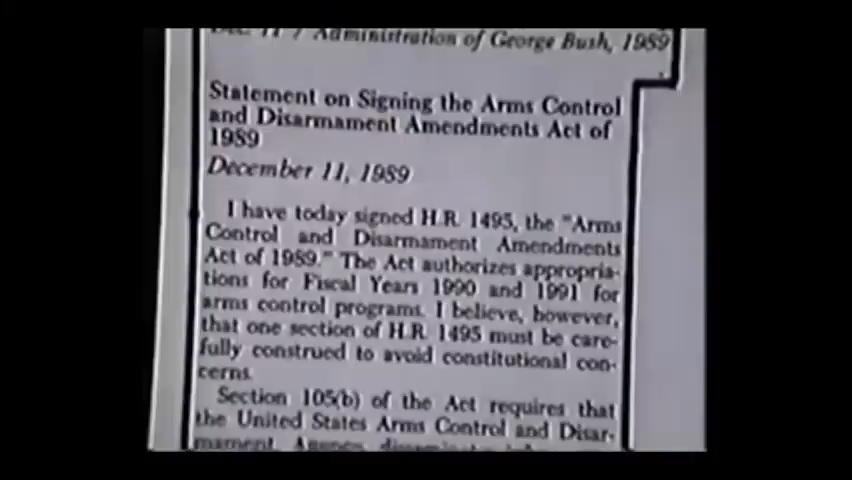 Dec. 11 / Administration of George Bush, 1989
Statement on Signing the Arms Control
and Disarmament Amendments Act of
1989
December 11, 1989
I have today signed H.R. 1495, the "Arms
Control and Disarmament Amendments
Act of 1989." The Act authorizes appropria-
tions for Fiscal Years 1990 and 1991 for
arms control programs. I believe, however,
that one section of H.R. 1495 must be care-
fully construed to avoid constitutional con-
cerns.
Section 105(b) of the Act requires that
the United States Arms Control and Disar-
mament Agency